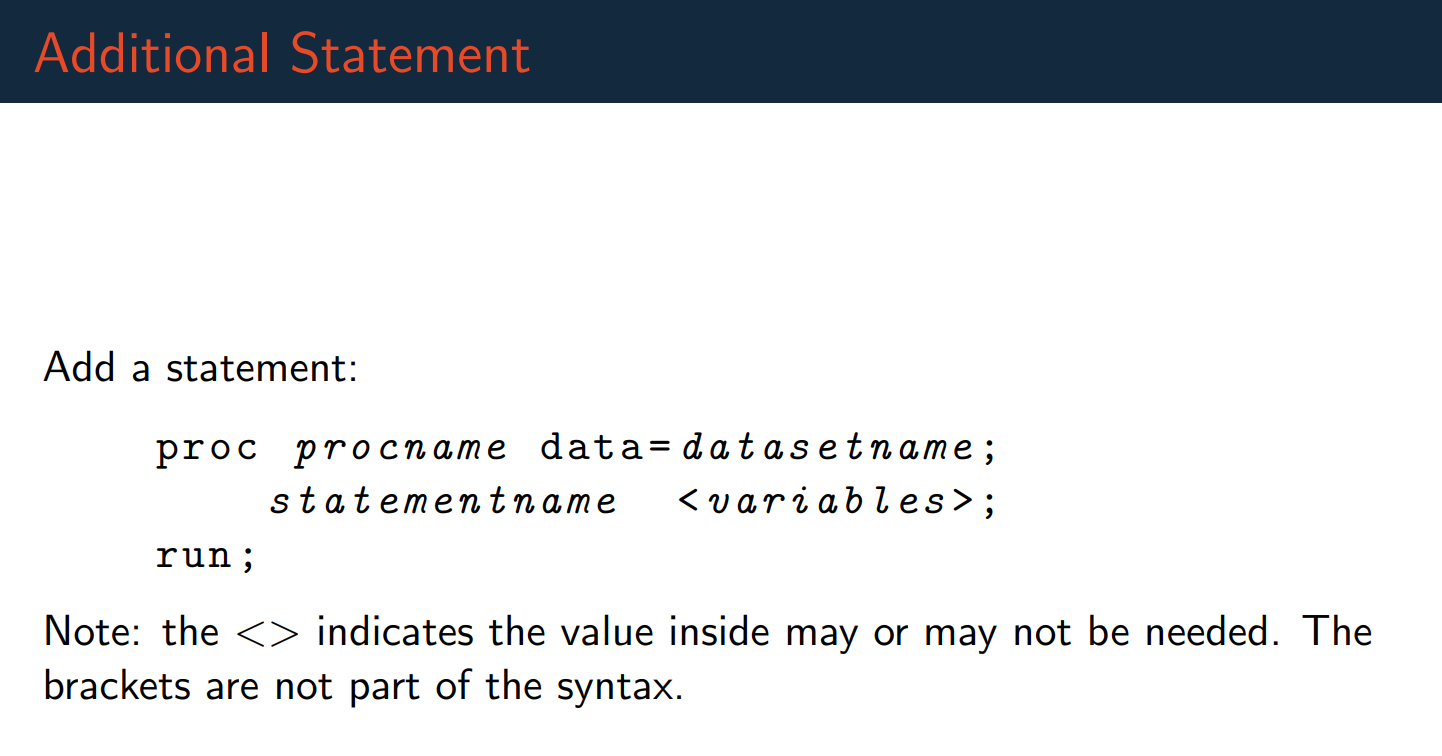 Additional Statement
Add a statement:
proc procname data=datasetname;
statementname <variables>;
run;
Note: the <> indicates the value inside may or may not be needed. The
brackets are not part of the syntax.